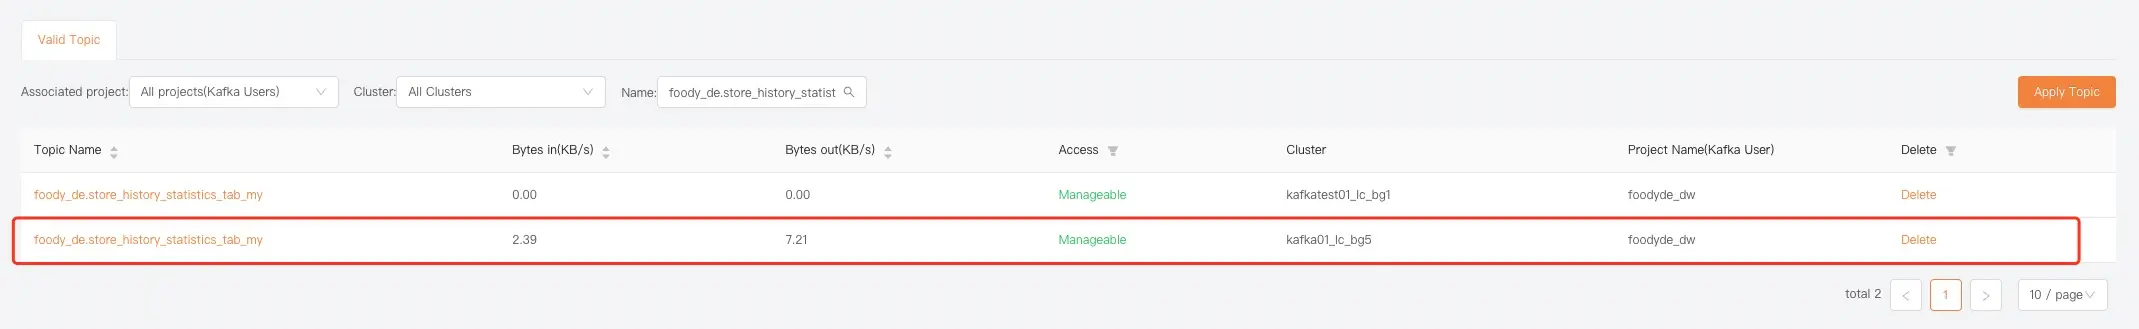 Valid Topic
Associated project: All projects(Kafka Users) Cluster: All Clusters Name: foody_de.store_history_statist Apply Topic
Topic Name Bytes in(KB/s) Bytes out(KB/s) Access Cluster Project Name(Kafka User) Delete
foody_de.store_history_statistics_tab_my 0.00 0.00 Manageable kafkatest01_lc_bg1 foodyde_dw Delete
foody_de.store_history_statistics_tab_my 2.39 7.21 Manageable kafka01_lc_bg5 foodyde_dw Delete
total 2 < 1 > 10 / page